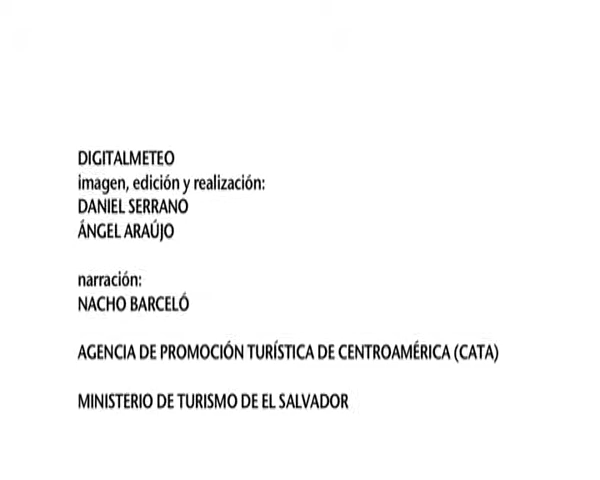 DIGITALMETEO
imagen, edición y realización:
DANIEL SERRANO
ÁNGEL ARAÚJO
narración:
NACHO BARCELÓ
AGENCIA DE PROMOCIÓN TURÍSTICA DE CENTROAMÉRICA (CATA)
MINISTERIO DE TURISMO DE EL SALVADOR